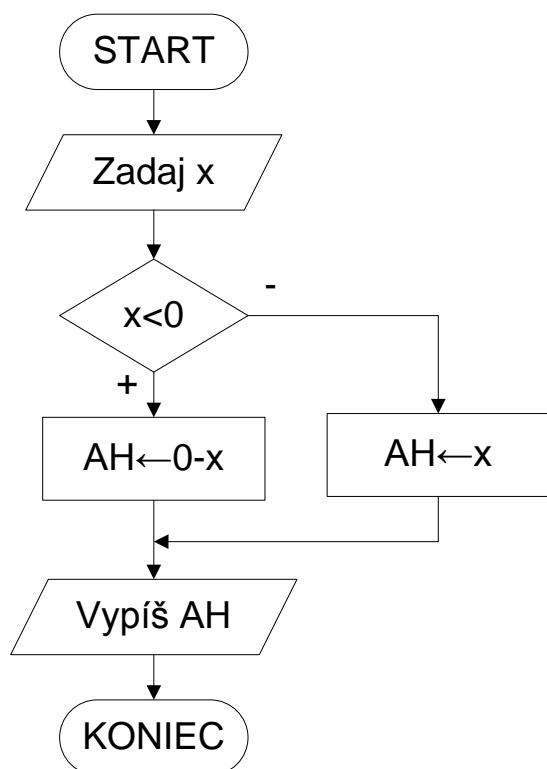 START
Zadaj x
x<0
-
+
AH←0-x
AH←x
Vypíš AH
KONIEC